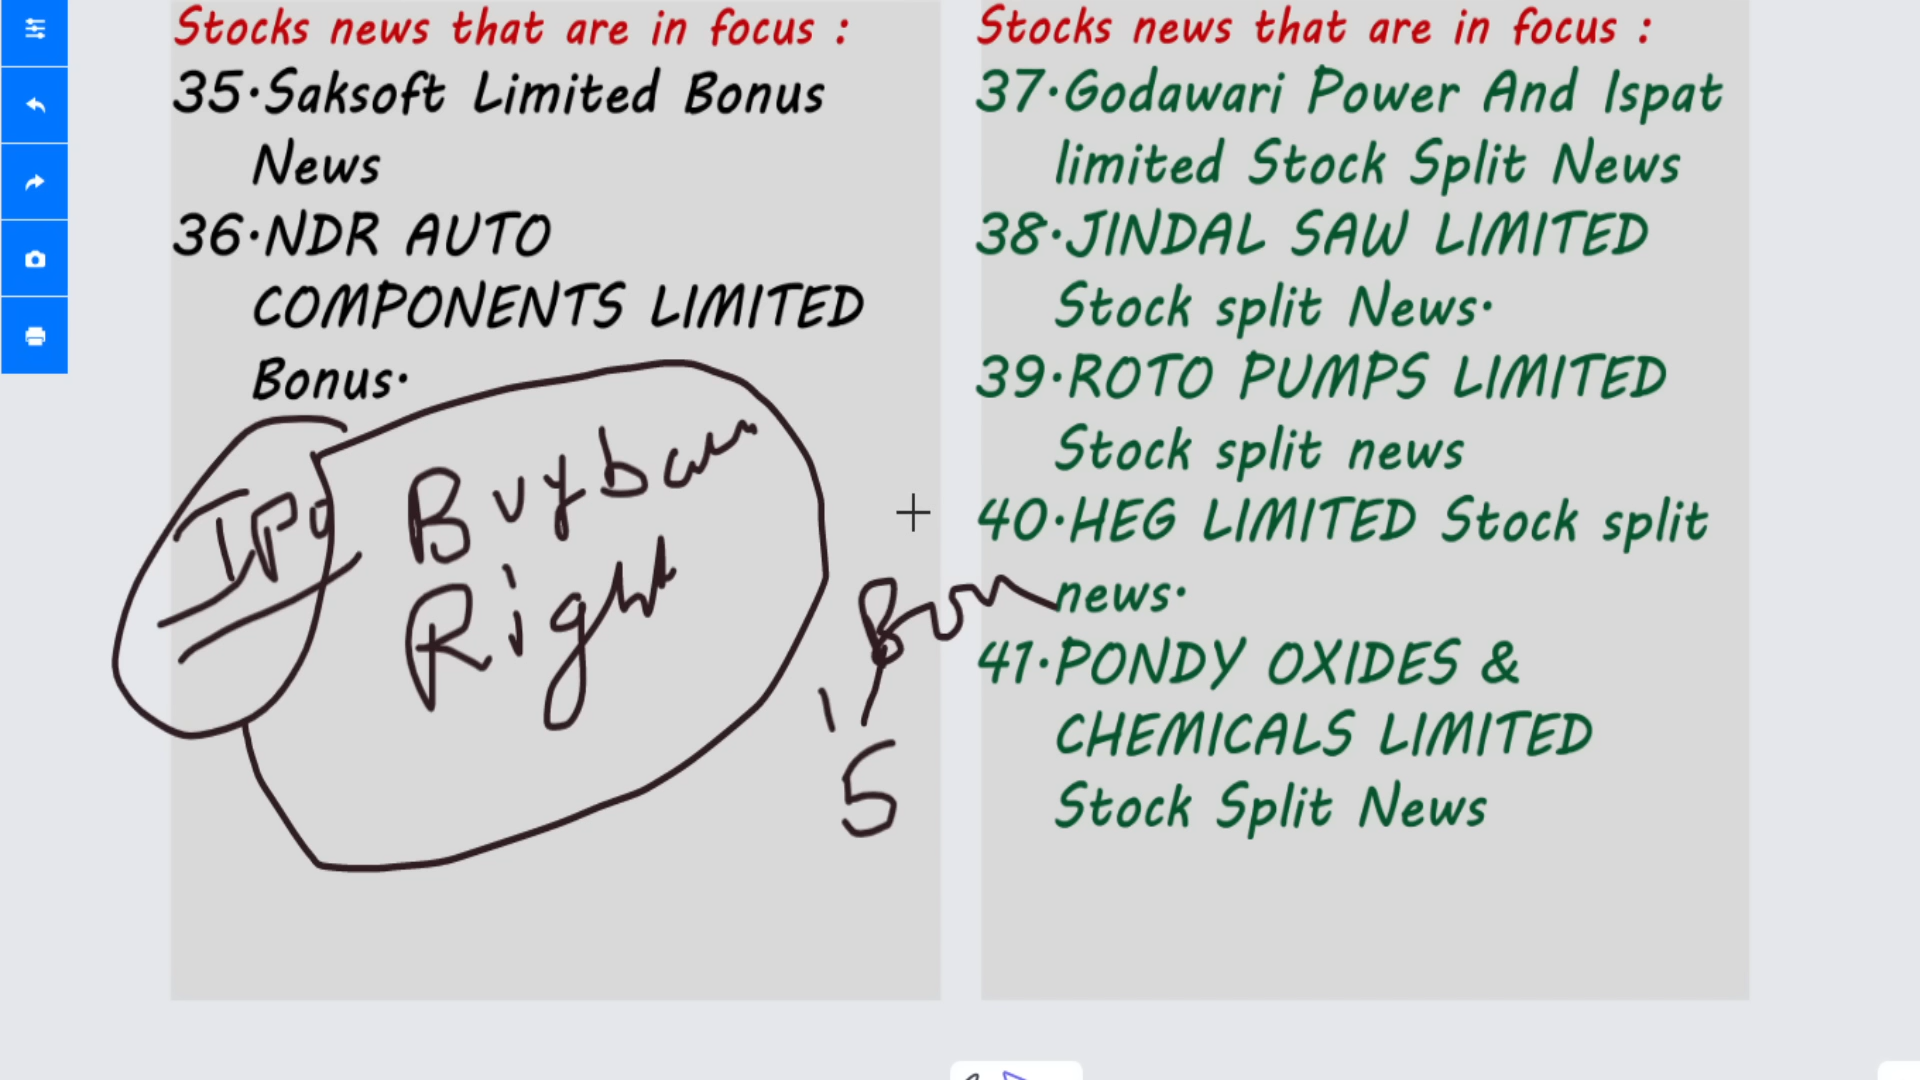 Stocks news that are in focus :
35.Saksoft Limited Bonus
News
36.NDR AUTO
COMPONENTS LIMITED
Bonus.
IPO
Right
Stocks news that are in focus :
37.Godawari Power And Ispat
limited Stock Split News
38.JINDAL SAW LIMITED
Stock split News.
39.ROTO PUMPS LIMITED
Stock split news
40.HEG LIMITED Stock split
news.
41.PONDY OXIDES &
CHEMICALS LIMITED
Stock Split News
5